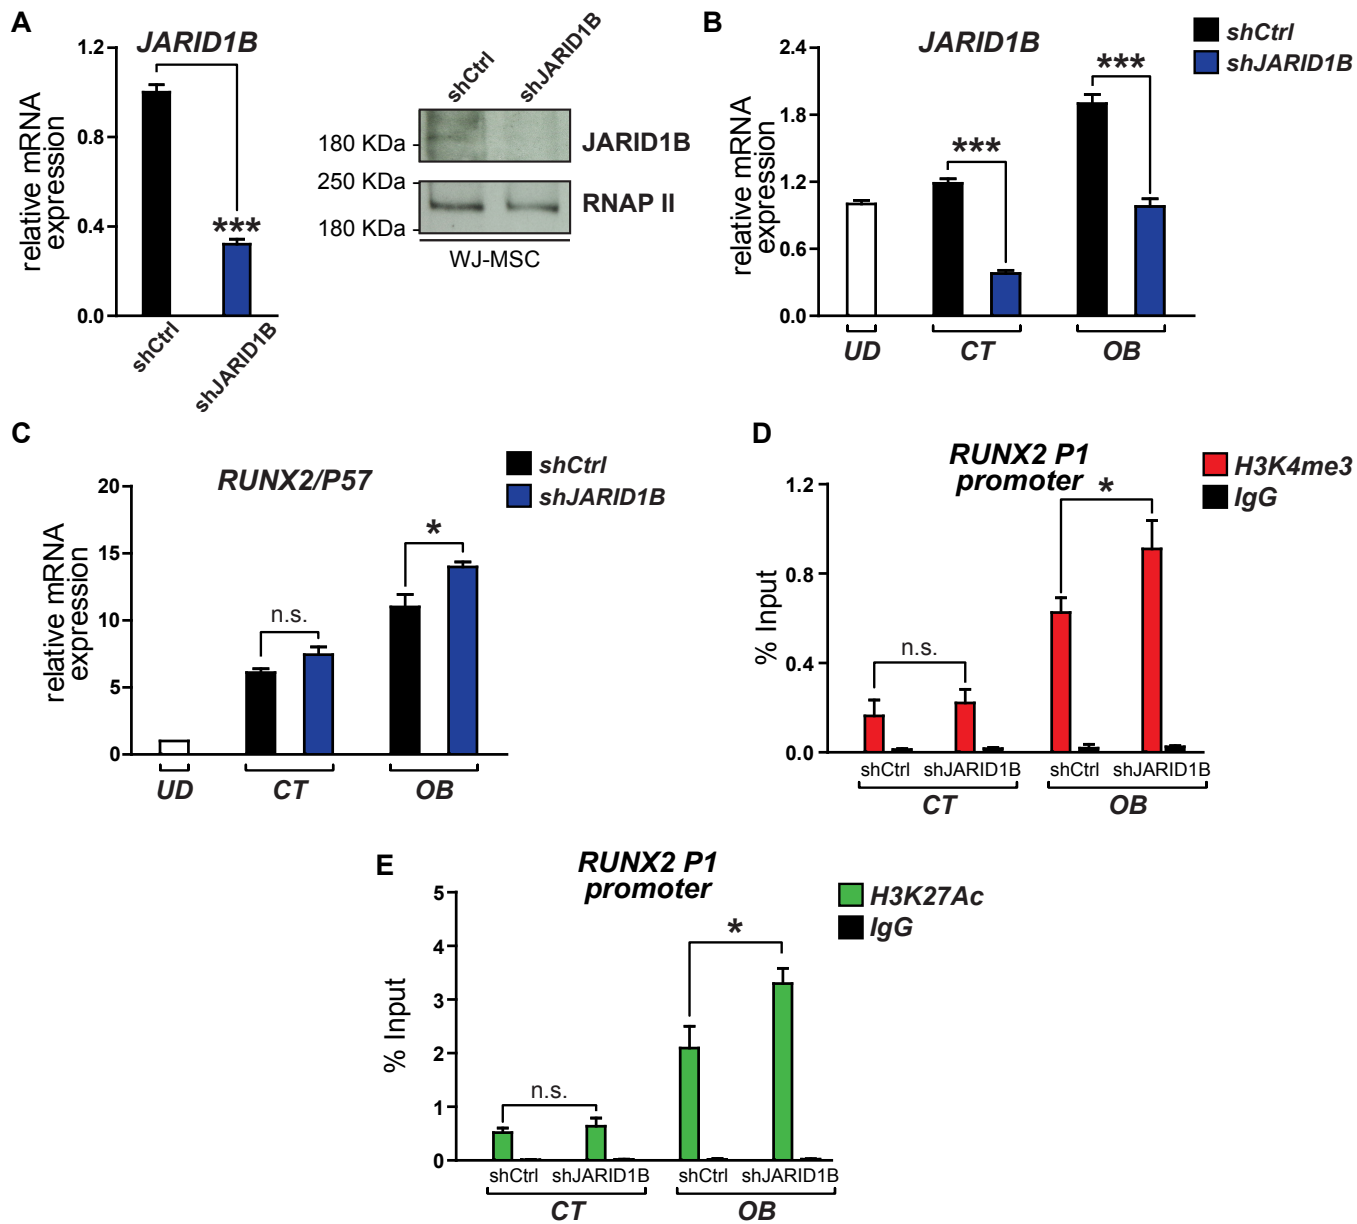 A
JARID1B
relative mRNA
expression
1.2
0.8
0.4
0.0
***
shCtrl
shJARID1B
shCtrl
shJARID1B
180 KDa
JARID1B
250 KDa
180 KDa
RNAP II
WJ-MSC
B
JARID1B
shCtrl
shJARID1B
relative mRNA
expression
2.4
1.8
1.2
0.6
0.0
***
***
UD
CT
OB
C
RUNX2/P57
shCtrl
shJARID1B
relative mRNA
expression
20
15
10
5
0
n.s.
*
UD
CT
OB
D
RUNX2 P1
promoter
H3K4me3
IgG
% Input
1.2
0.8
0.4
0.0
n.s.
*
shCtrl shJARID1B shCtrl shJARID1B
CT
OB
E
RUNX2 P1
promoter
H3K27Ac
IgG
% Input
5
4
3
2
1
0
n.s.
*
shCtrl shJARID1B shCtrl shJARID1B
CT
OB